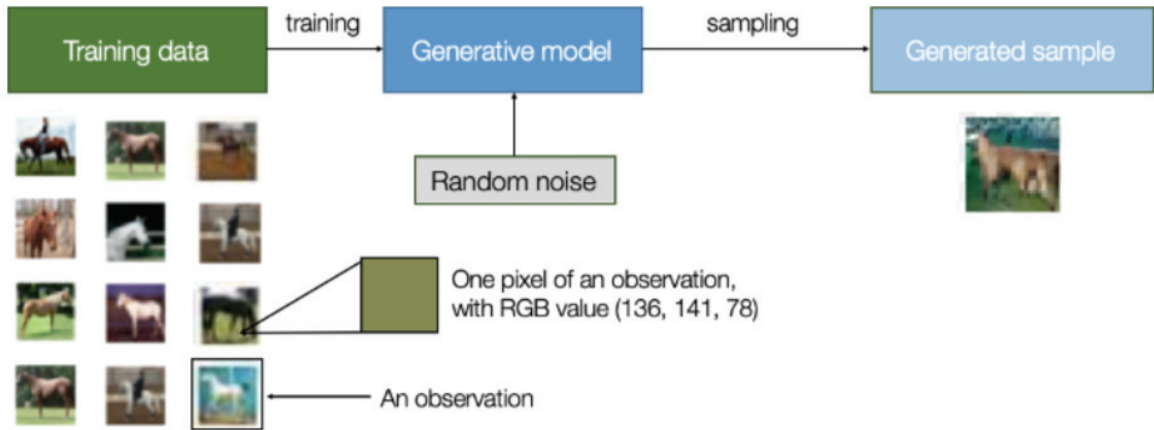 training
sampling
Training data
Generative model
Generated sample
Random noise
One pixel of an observation,
with RGB value (136, 141, 78)
An observation